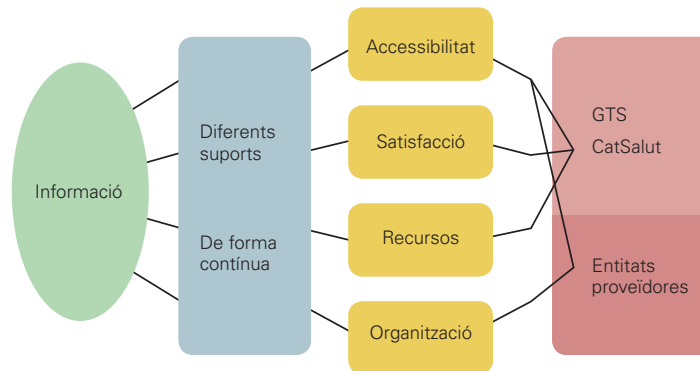 Informació
Diferents
suports
De forma
contínua
Accessibilitat
Satisfacció
Recursos
Organització
GTS
CatSalut
Entitats
proveïdores